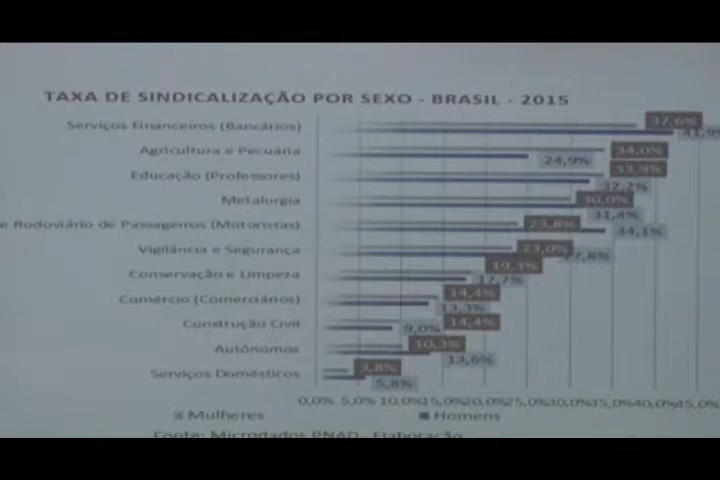 TAXA DE SINDICALIZAÇÃO POR SEXO - BRASIL - 2015
Serviços Financeiros (Bancários) 37,6% 41,9%
Agricultura e Pecuária 34,0% 24,9%
Educação (Professores) 33,9% 32,2%
Metalurgia 30,0% 31,4%
e Rodoviário de Passageiros (Motoristas) 23,8% 34,1%
Vigilância e Segurança 23,0% 27,8%
Conservação e Limpeza 19,3% 17,7%
Comércio (Comerciários) 14,4% 13,3%
Construção Civil 14,4% 9,0%
Autônomos 10,3% 13,6%
Serviços Domésticos 3,8% 5,8%
0,0% 5,0% 10,0% 15,0% 20,0% 25,0% 30,0% 35,0% 40,0% 45,0%
Mulheres Homens
Fonte: Microdados PNAD - Elaboração